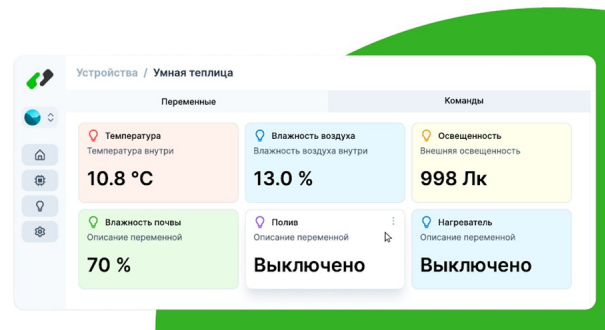 Устройства / Умная теплица
Переменные
Команды
Температура
Температура внутри
10.8 °C
Влажность воздуха
Влажность воздуха внутри
13.0 %
Освещенность
Внешняя освещенность
998 Лк
Влажность почвы
Описание переменной
70 %
Полив
Описание переменной
Выключено
Нагреватель
Описание переменной
Выключено